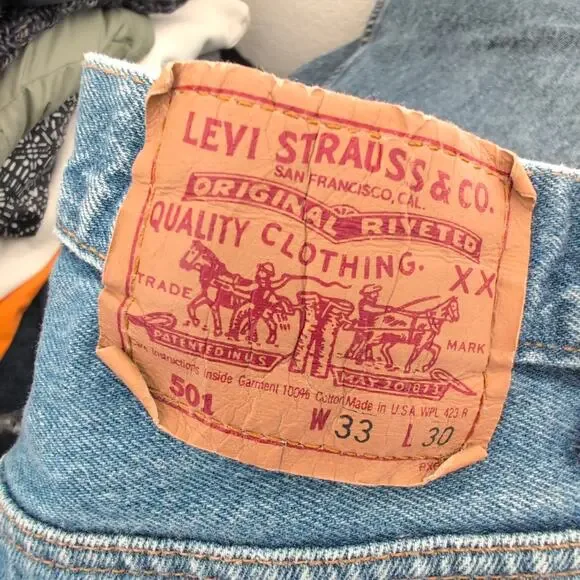 LEVI STRAUSS & CO.
SAN FRANCISCO, CAL.
ORIGINAL RIVETED
QUALITY CLOTHING.
XX
TRADE MARK
PATENTED IN U.S. MAY 20 1873
Care Instructions Inside Garment 100% Cotton Made in U.S.A. WPL 423 R
501 W 33 L 30